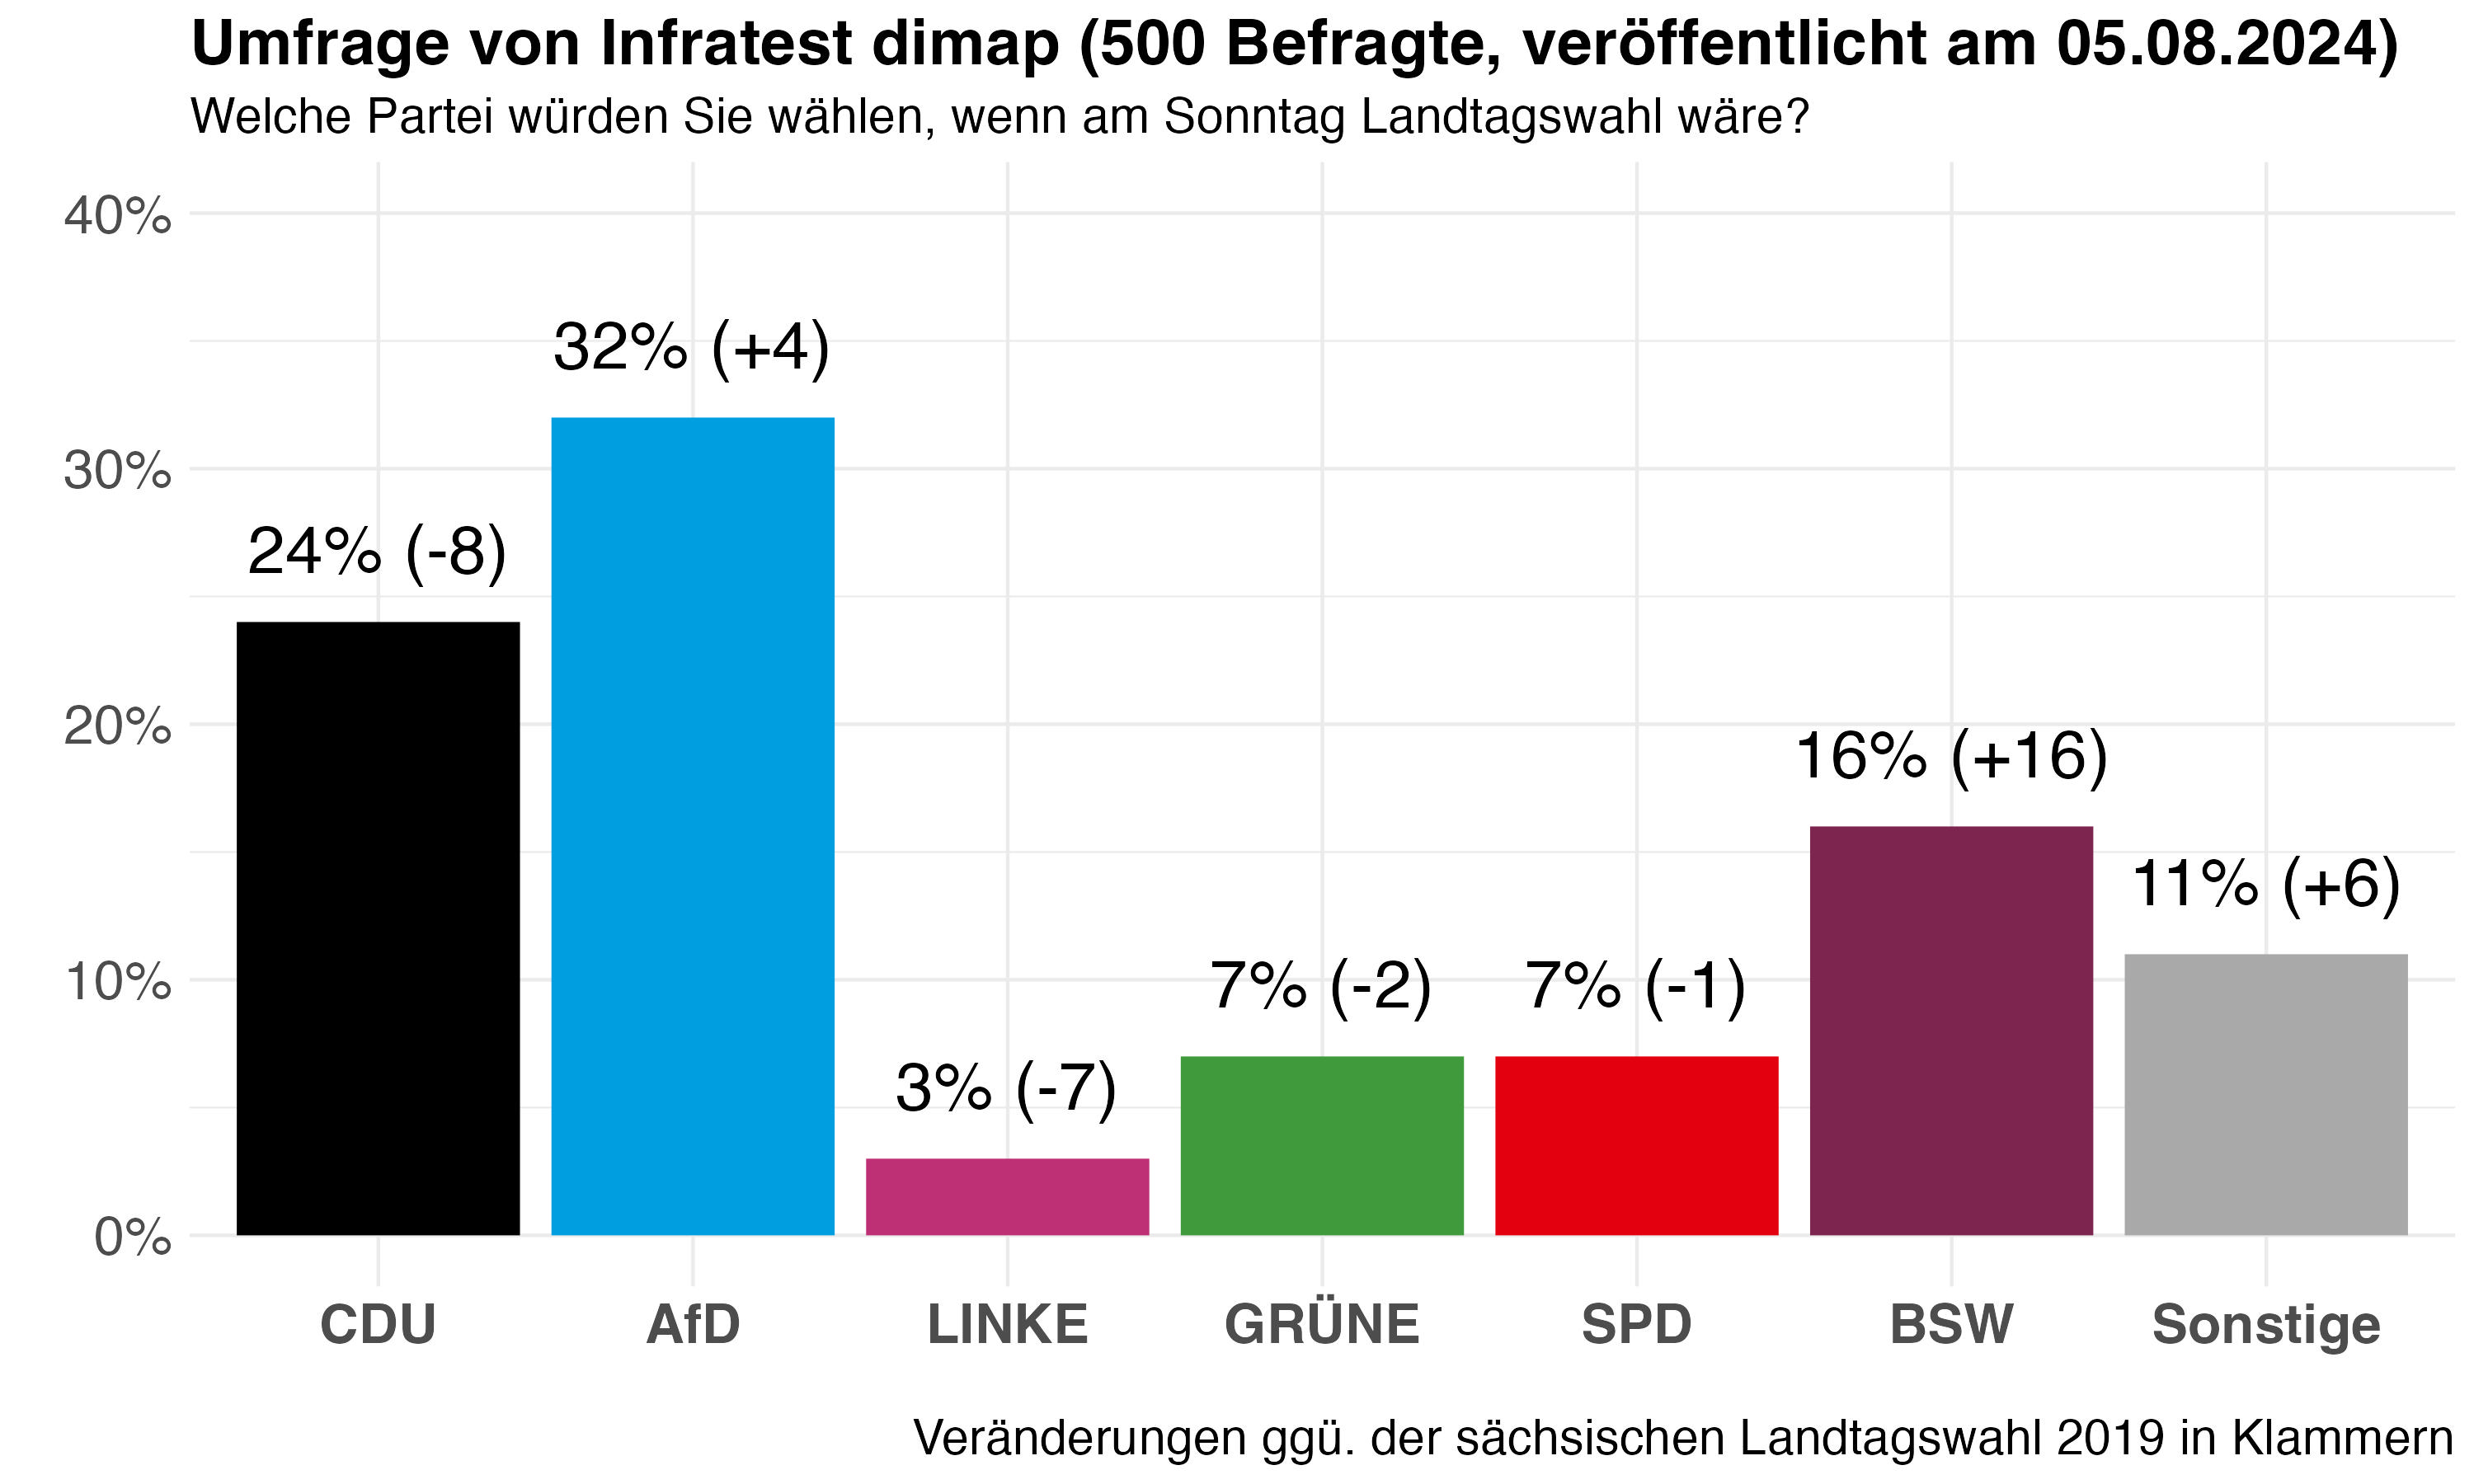 Umfrage von Infratest dimap (500 Befragte, veröffentlicht am 05.08.2024)
Welche Partei würden Sie wählen, wenn am Sonntag Landtagswahl wäre?
40%
30%
20%
10%
0%
24% (-8)
32% (+4)
3% (-7)
7% (-2)
7% (-1)
16% (+16)
11% (+6)
CDU
AfD
LINKE
GRÜNE
SPD
BSW
Sonstige
Veränderungen ggü. der sächsischen Landtagswahl 2019 in Klammern